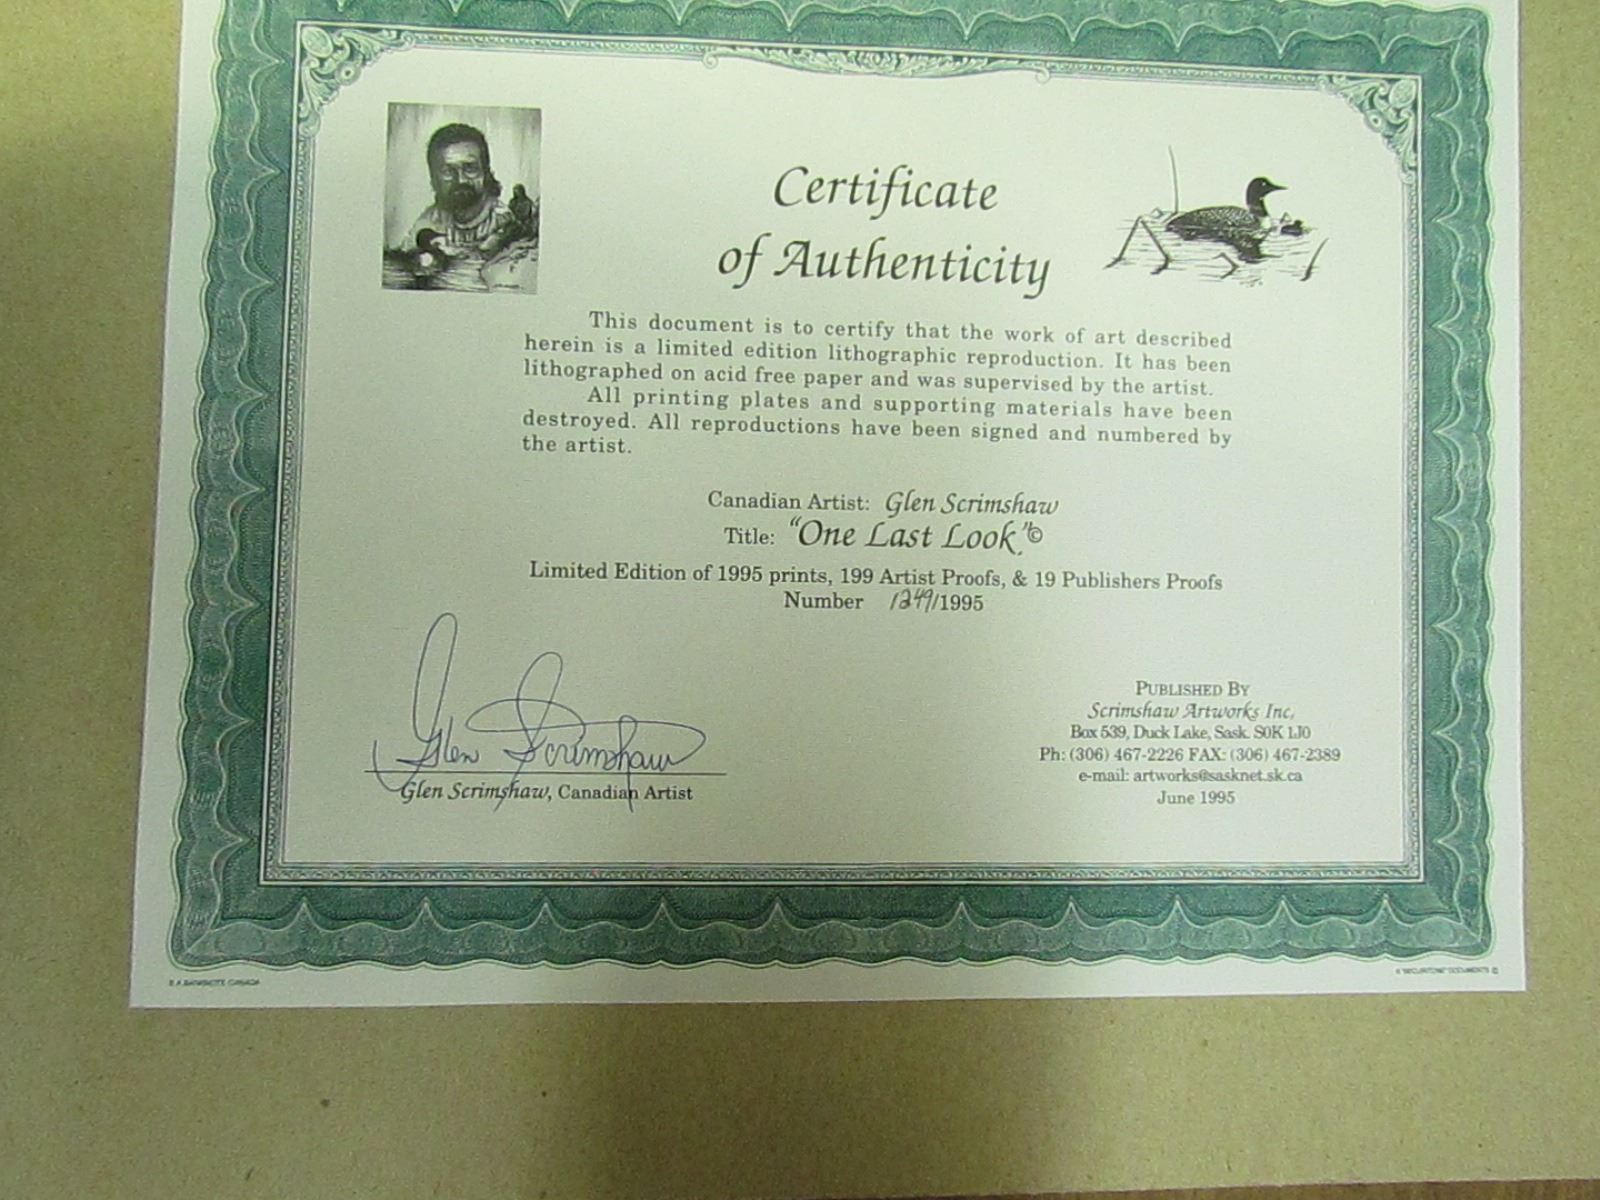 Certificate
of Authenticity
This document is to certify that the work of art described
herein is a limited edition lithographic reproduction. It has been
lithographed on acid free paper and was supervised by the artist.
All printing plates and supporting materials have been
destroyed. All reproductions have been signed and numbered by
the artist.
Canadian Artist: Glen Scrimshaw
Title: "One Last Look."©
Limited Edition of 1995 prints, 199 Artist Proofs, & 19 Publishers Proofs
Number 1249/1995
Glen Scrimshaw
Glen Scrimshaw, Canadian Artist
PUBLISHED BY
Scrimshaw Artworks Inc,
Box 539, Duck Lake, Sask. S0K 1J0
Ph: (306) 467-2226 FAX: (306) 467-2389
e-mail: artworks@sasknet.sk.ca
June 1995